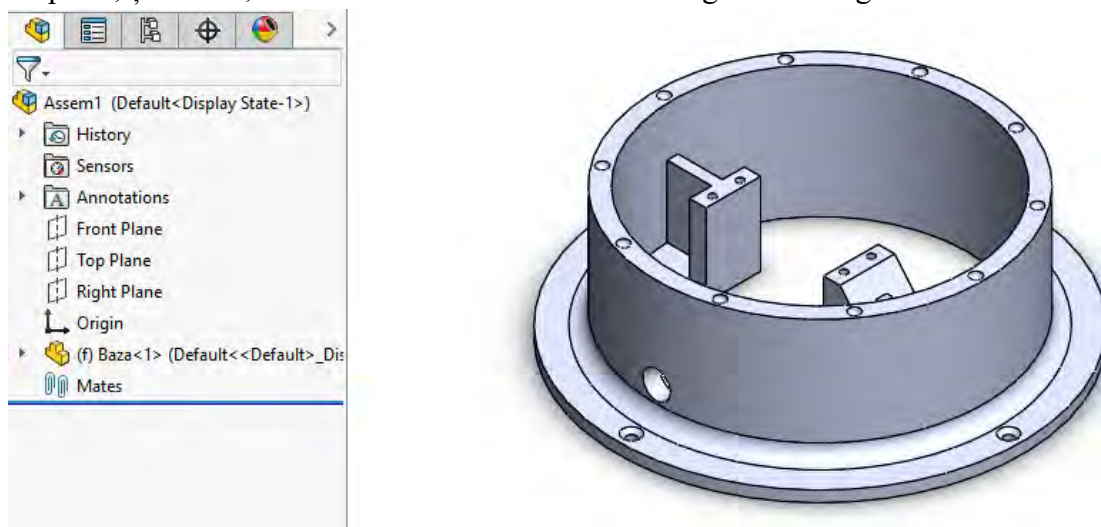 Assem1 (Default<Display State-1>)
History
Sensors
Annotations
Front Plane
Top Plane
Right Plane
Origin
(f) Baza<1> (Default<<Default>_Dis
Mates